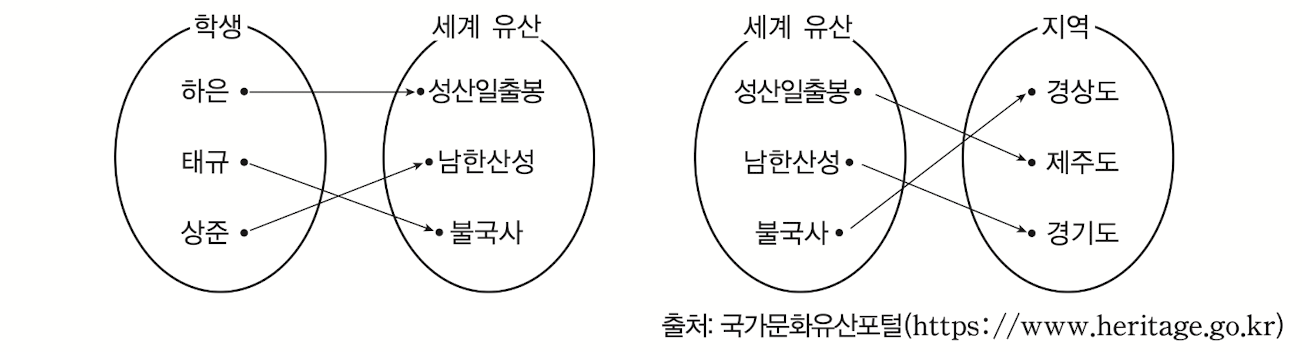 학생
세계 유산
하은
성산일출봉
태규
남한산성
상준
불국사
세계 유산
지역
성산일출봉
경상도
남한산성
제주도
불국사
경기도
출처: 국가문화유산포털(https://www.heritage.go.kr)